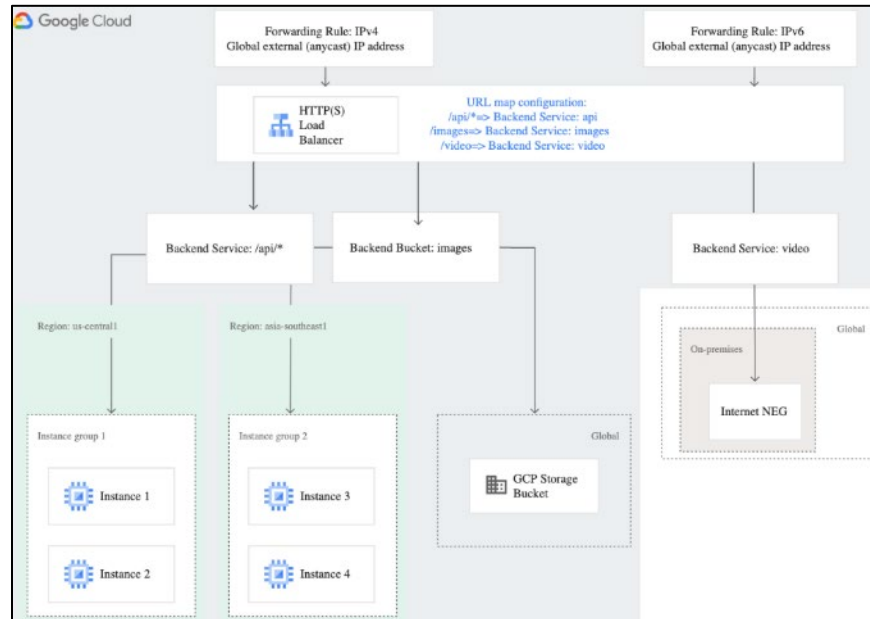 Google Cloud
Forwarding Rule: IPv4
Global external (anycast) IP address
Forwarding Rule: IPv6
Global external (anycast) IP address
HTTP(S)
Load
Balancer
URL map configuration:
/api/*=> Backend Service: api
/images=> Backend Service: images
/video=> Backend Service: video
Backend Service: /api/*
Backend Bucket: images
Backend Service: video
Region: us-central1
Region: asia-southeast1
Global
On-premises
Internet NEG
Instance group 1
Instance group 2
Global
Instance 1
Instance 3
GCP Storage
Bucket
Instance 2
Instance 4